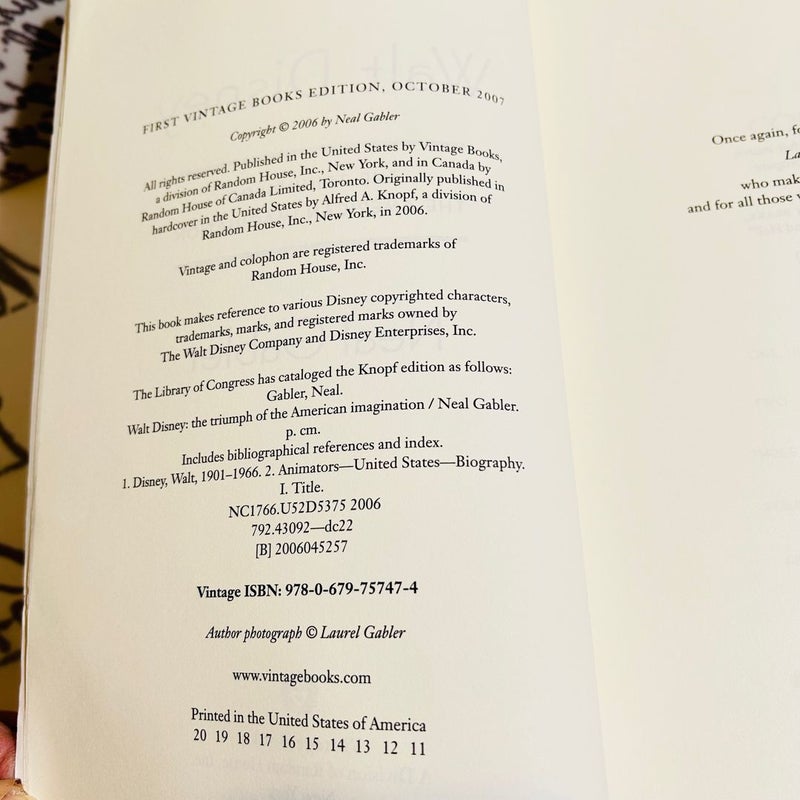 FIRST VINTAGE BOOKS EDITION, OCTOBER 2007
Copyright © 2006 by Neal Gabler
All rights reserved. Published in the United States by Vintage Books,
a division of Random House, Inc., New York, and in Canada by
Random House of Canada Limited, Toronto. Originally published in
hardcover in the United States by Alfred A. Knopf, a division of
Random House, Inc., New York, in 2006.
Vintage and colophon are registered trademarks of
Random House, Inc.
This book makes reference to various Disney copyrighted characters,
trademarks, marks, and registered marks owned by
The Walt Disney Company and Disney Enterprises, Inc.
The Library of Congress has cataloged the Knopf edition as follows:
Gabler, Neal.
Walt Disney: the triumph of the American imagination / Neal Gabler.
p. cm.
Includes bibliographical references and index.
1. Disney, Walt, 1901–1966. 2. Animators—United States—Biography.
I. Title.
NC1766.U52D5375 2006
792.43092—dc22
[B] 2006045257
Vintage ISBN: 978-0-679-75747-4
Author photograph © Laurel Gabler
www.vintagebooks.com
Printed in the United States of America
20 19 18 17 16 15 14 13 12 11
Once again, fo
La
who mak
and for all those